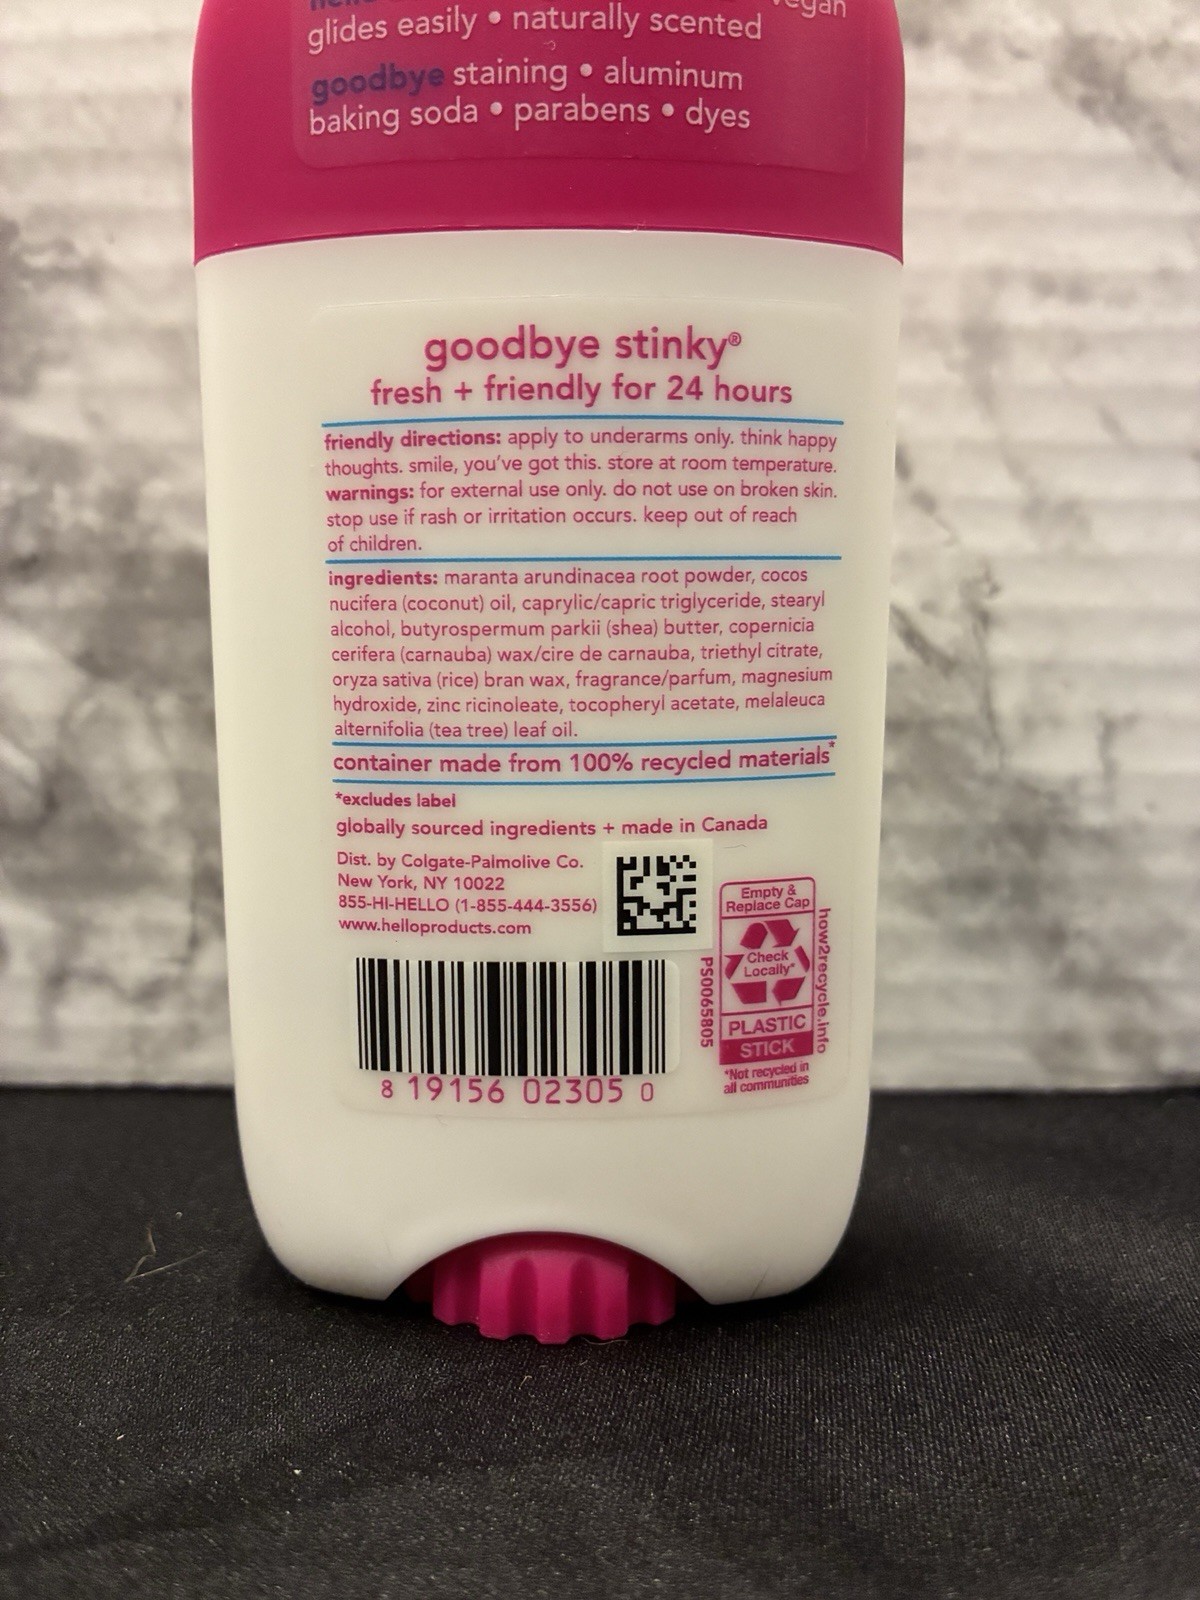 vegan
glides easily • naturally scented
goodbye staining • aluminum
baking soda • parabens • dyes
goodbye stinky®
fresh + friendly for 24 hours
friendly directions: apply to underarms only. think happy
thoughts. smile, you've got this. store at room temperature.
warnings: for external use only. do not use on broken skin.
stop use if rash or irritation occurs. keep out of reach
of children.
ingredients: maranta arundinacea root powder, cocos
nucifera (coconut) oil, caprylic/capric triglyceride, stearyl
alcohol, butyrospermum parkii (shea) butter, copernicia
cerifera (carnauba) wax/cire de carnauba, triethyl citrate,
oryza sativa (rice) bran wax, fragrance/parfum, magnesium
hydroxide, zinc ricinoleate, tocopheryl acetate, melaleuca
alternifolia (tea tree) leaf oil.
container made from 100% recycled materials*
*excludes label
globally sourced ingredients + made in Canada
Dist. by Colgate-Palmolive Co.
New York, NY 10022
855-HI-HELLO (1-855-444-3556)
www.helloproducts.com
8 19156 02305 0
PS0065805
Empty &
Replace Cap
Check
Locally*
PLASTIC
STICK
*Not recycled in
all communities
how2recycle.info